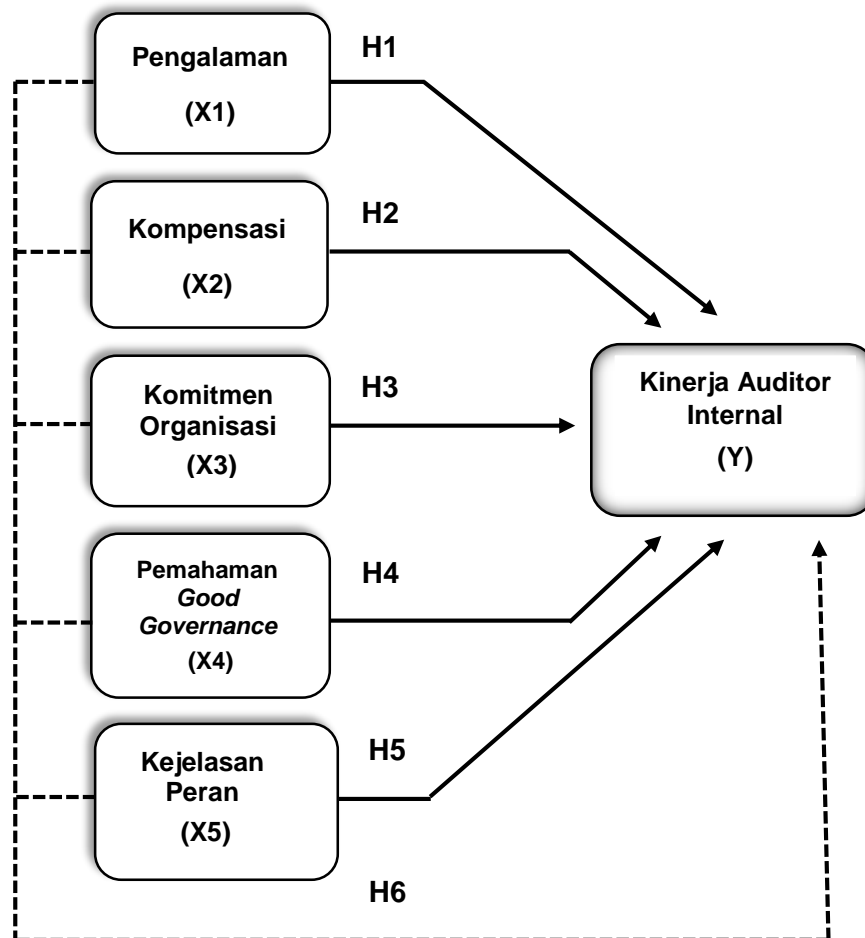 Pengalaman
(X1)
H1
Kompensasi
(X2)
H2
Komitmen
Organisasi
(X3)
H3
Kinerja Auditor
Internal
(Y)
Pemahaman
Good
Governance
(X4)
H4
Kejelasan
Peran
(X5)
H5
H6